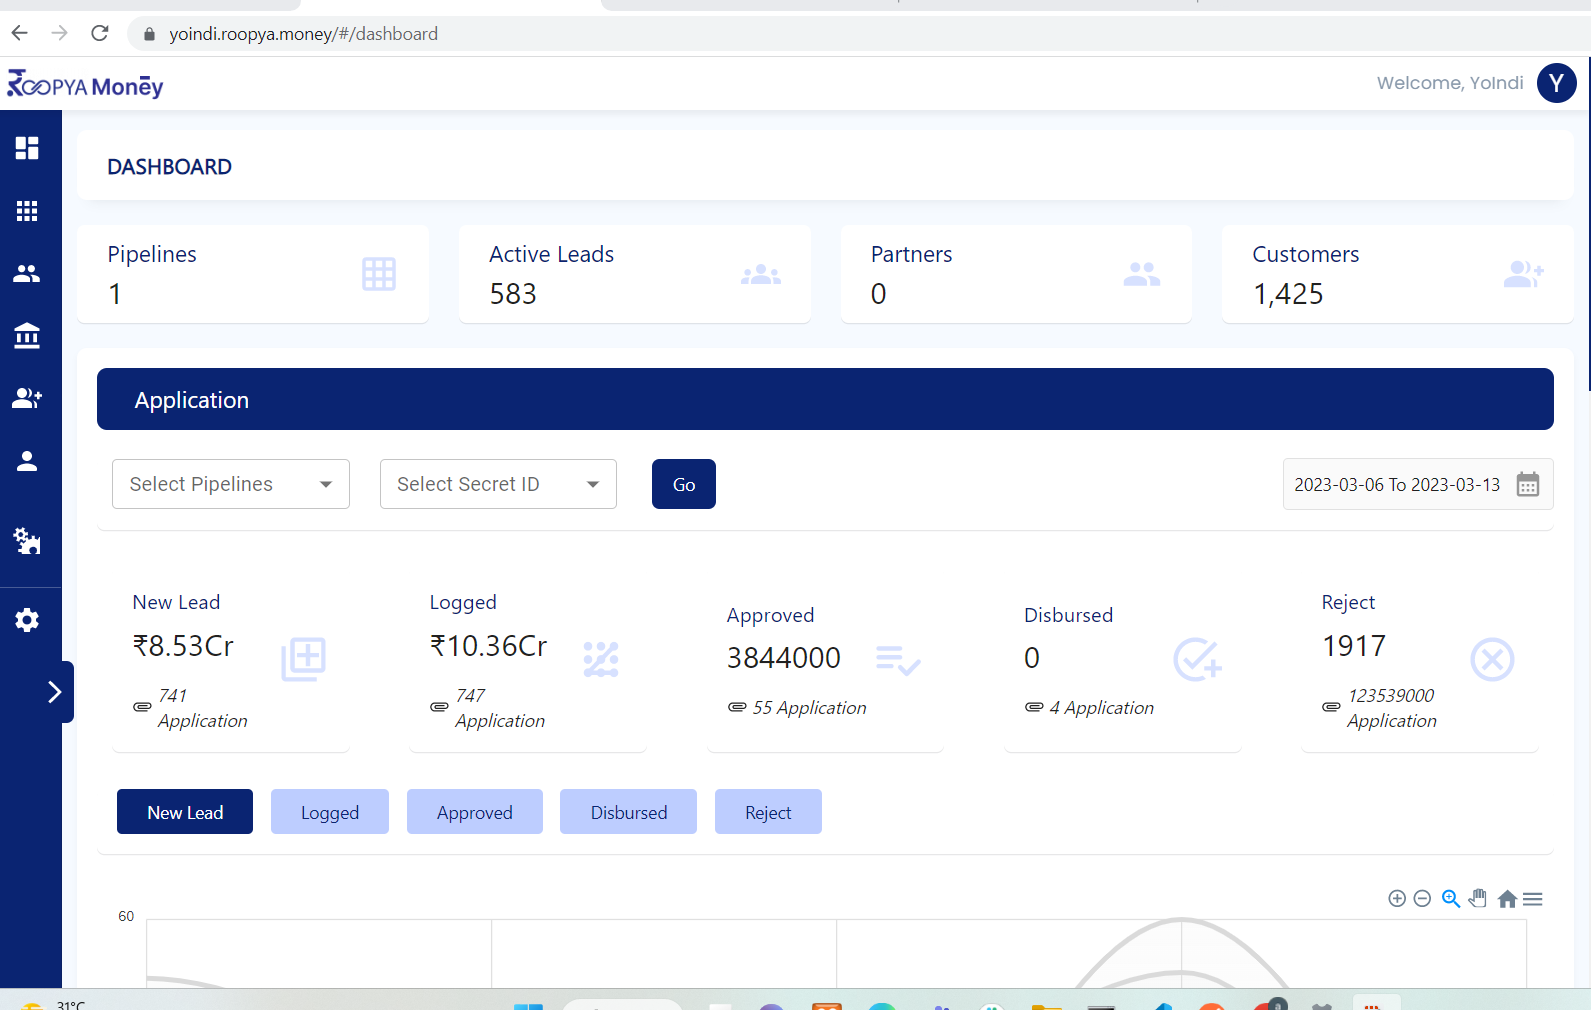 yoindi.roopya.money/#/dashboard
ROOPYA Money
Welcome, YoIndi
Y
DASHBOARD
Pipelines
1
Active Leads
583
Partners
0
Customers
1,425
Application
Select Pipelines
Select Secret ID
Go
2023-03-06 To 2023-03-13
New Lead
₹8.53Cr
741
Application
Logged
₹10.36Cr
747
Application
Approved
3844000
55 Application
Disbursed
0
4 Application
Reject
1917
123539000
Application
New Lead
Logged
Approved
Disbursed
Reject
60
31°C